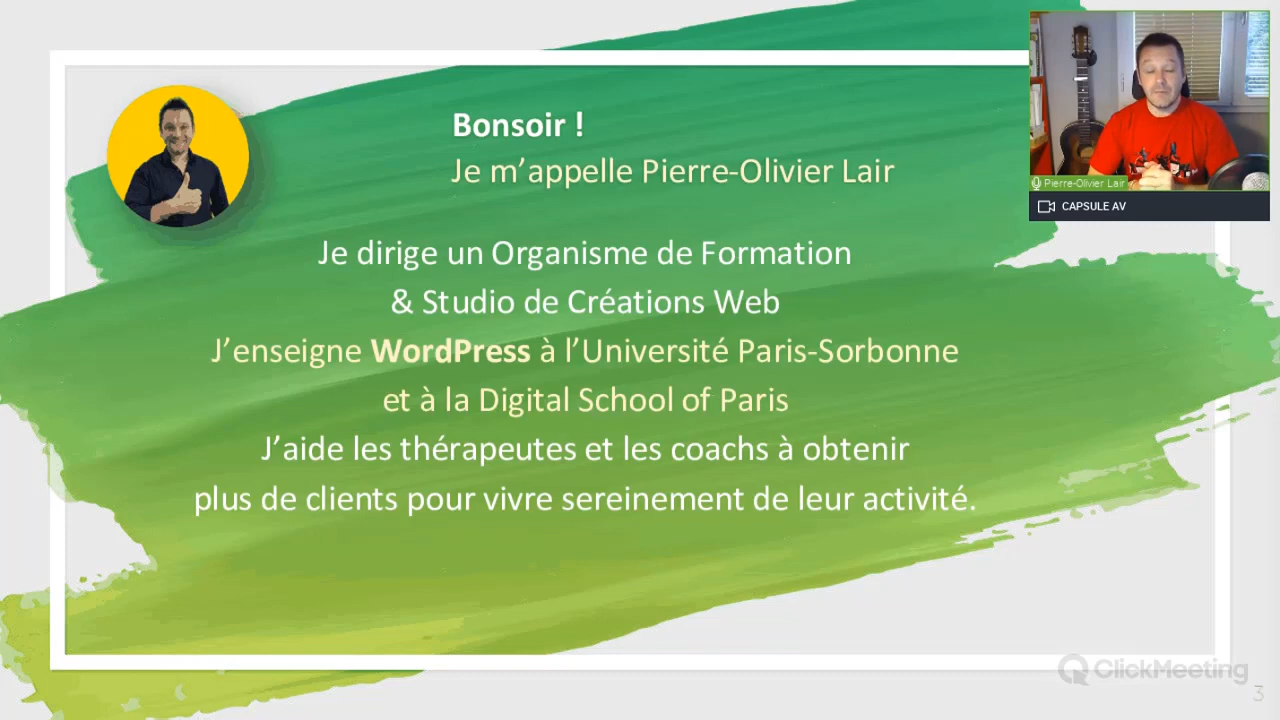 Bonsoir !
Je m’appelle Pierre-Olivier Lair
Je dirige un Organisme de Formation
& Studio de Créations Web
J’enseigne WordPress à l’Université Paris-Sorbonne
et à la Digital School of Paris
J’aide les thérapeutes et les coachs à obtenir
plus de clients pour vivre sereinement de leur activité.
Pierre-Olivier Lair
CAPSULE AV
ClickMeeting
3